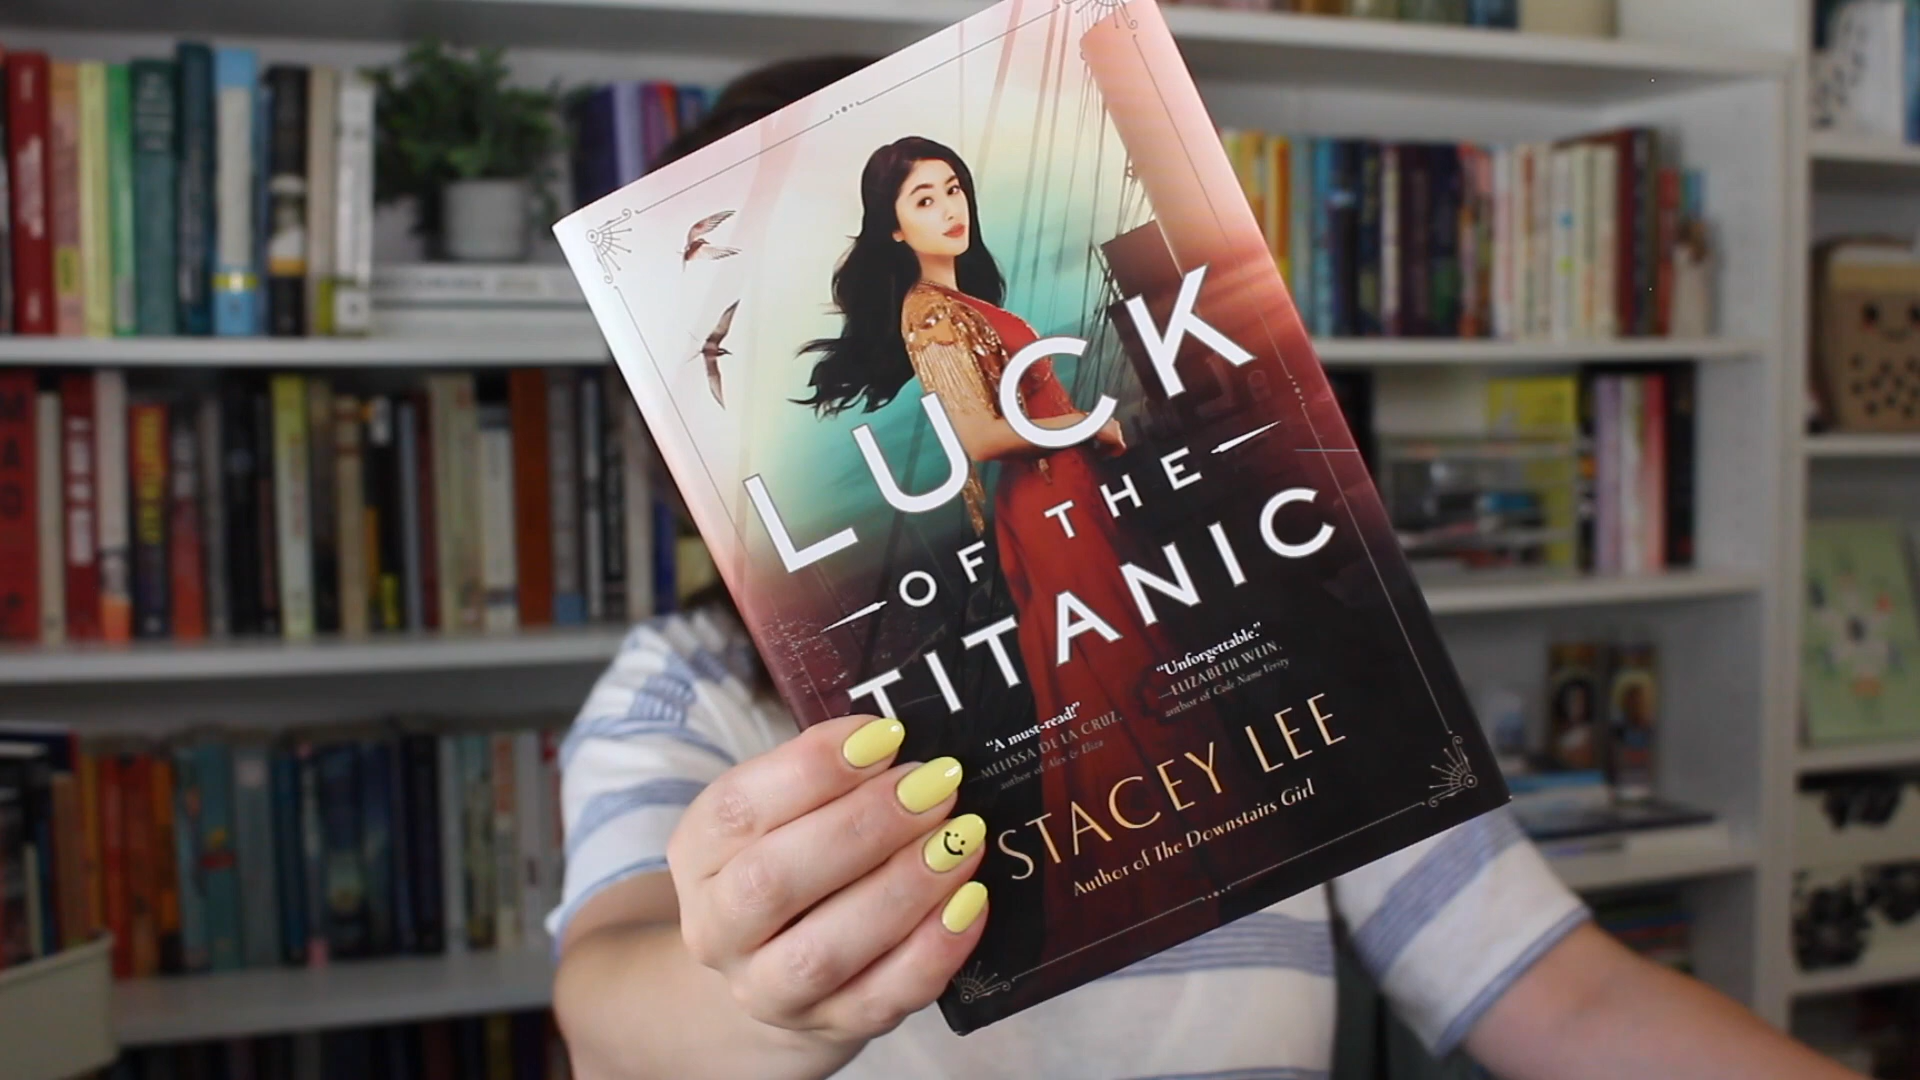 LUCK
OF THE
TITANIC
“Unforgettable.”
—ELIZABETH WEIN,
author of Code Name Verity
“A must-read!”
—MELISSA DE LA CRUZ,
author of Alex & Eliza
STACEY LEE
Author of The Downstairs Girl